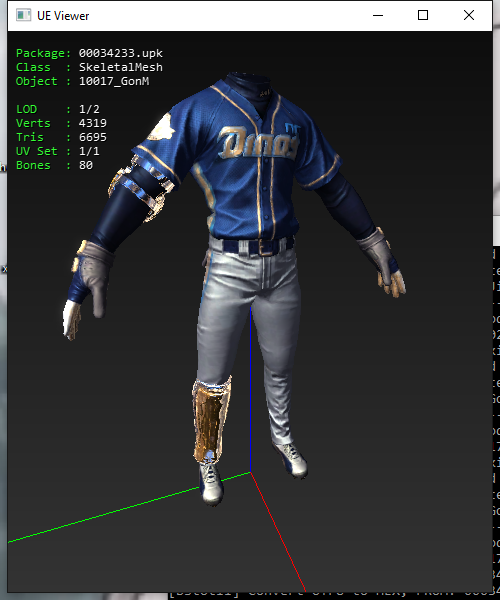 UE Viewer
Package: 00034233.upk
Class : SkeletalMesh
Object : 10017_GonM
LOD : 1/2
Verts : 4319
Tris : 6695
UV Set : 1/1
Bones : 80
Dinos